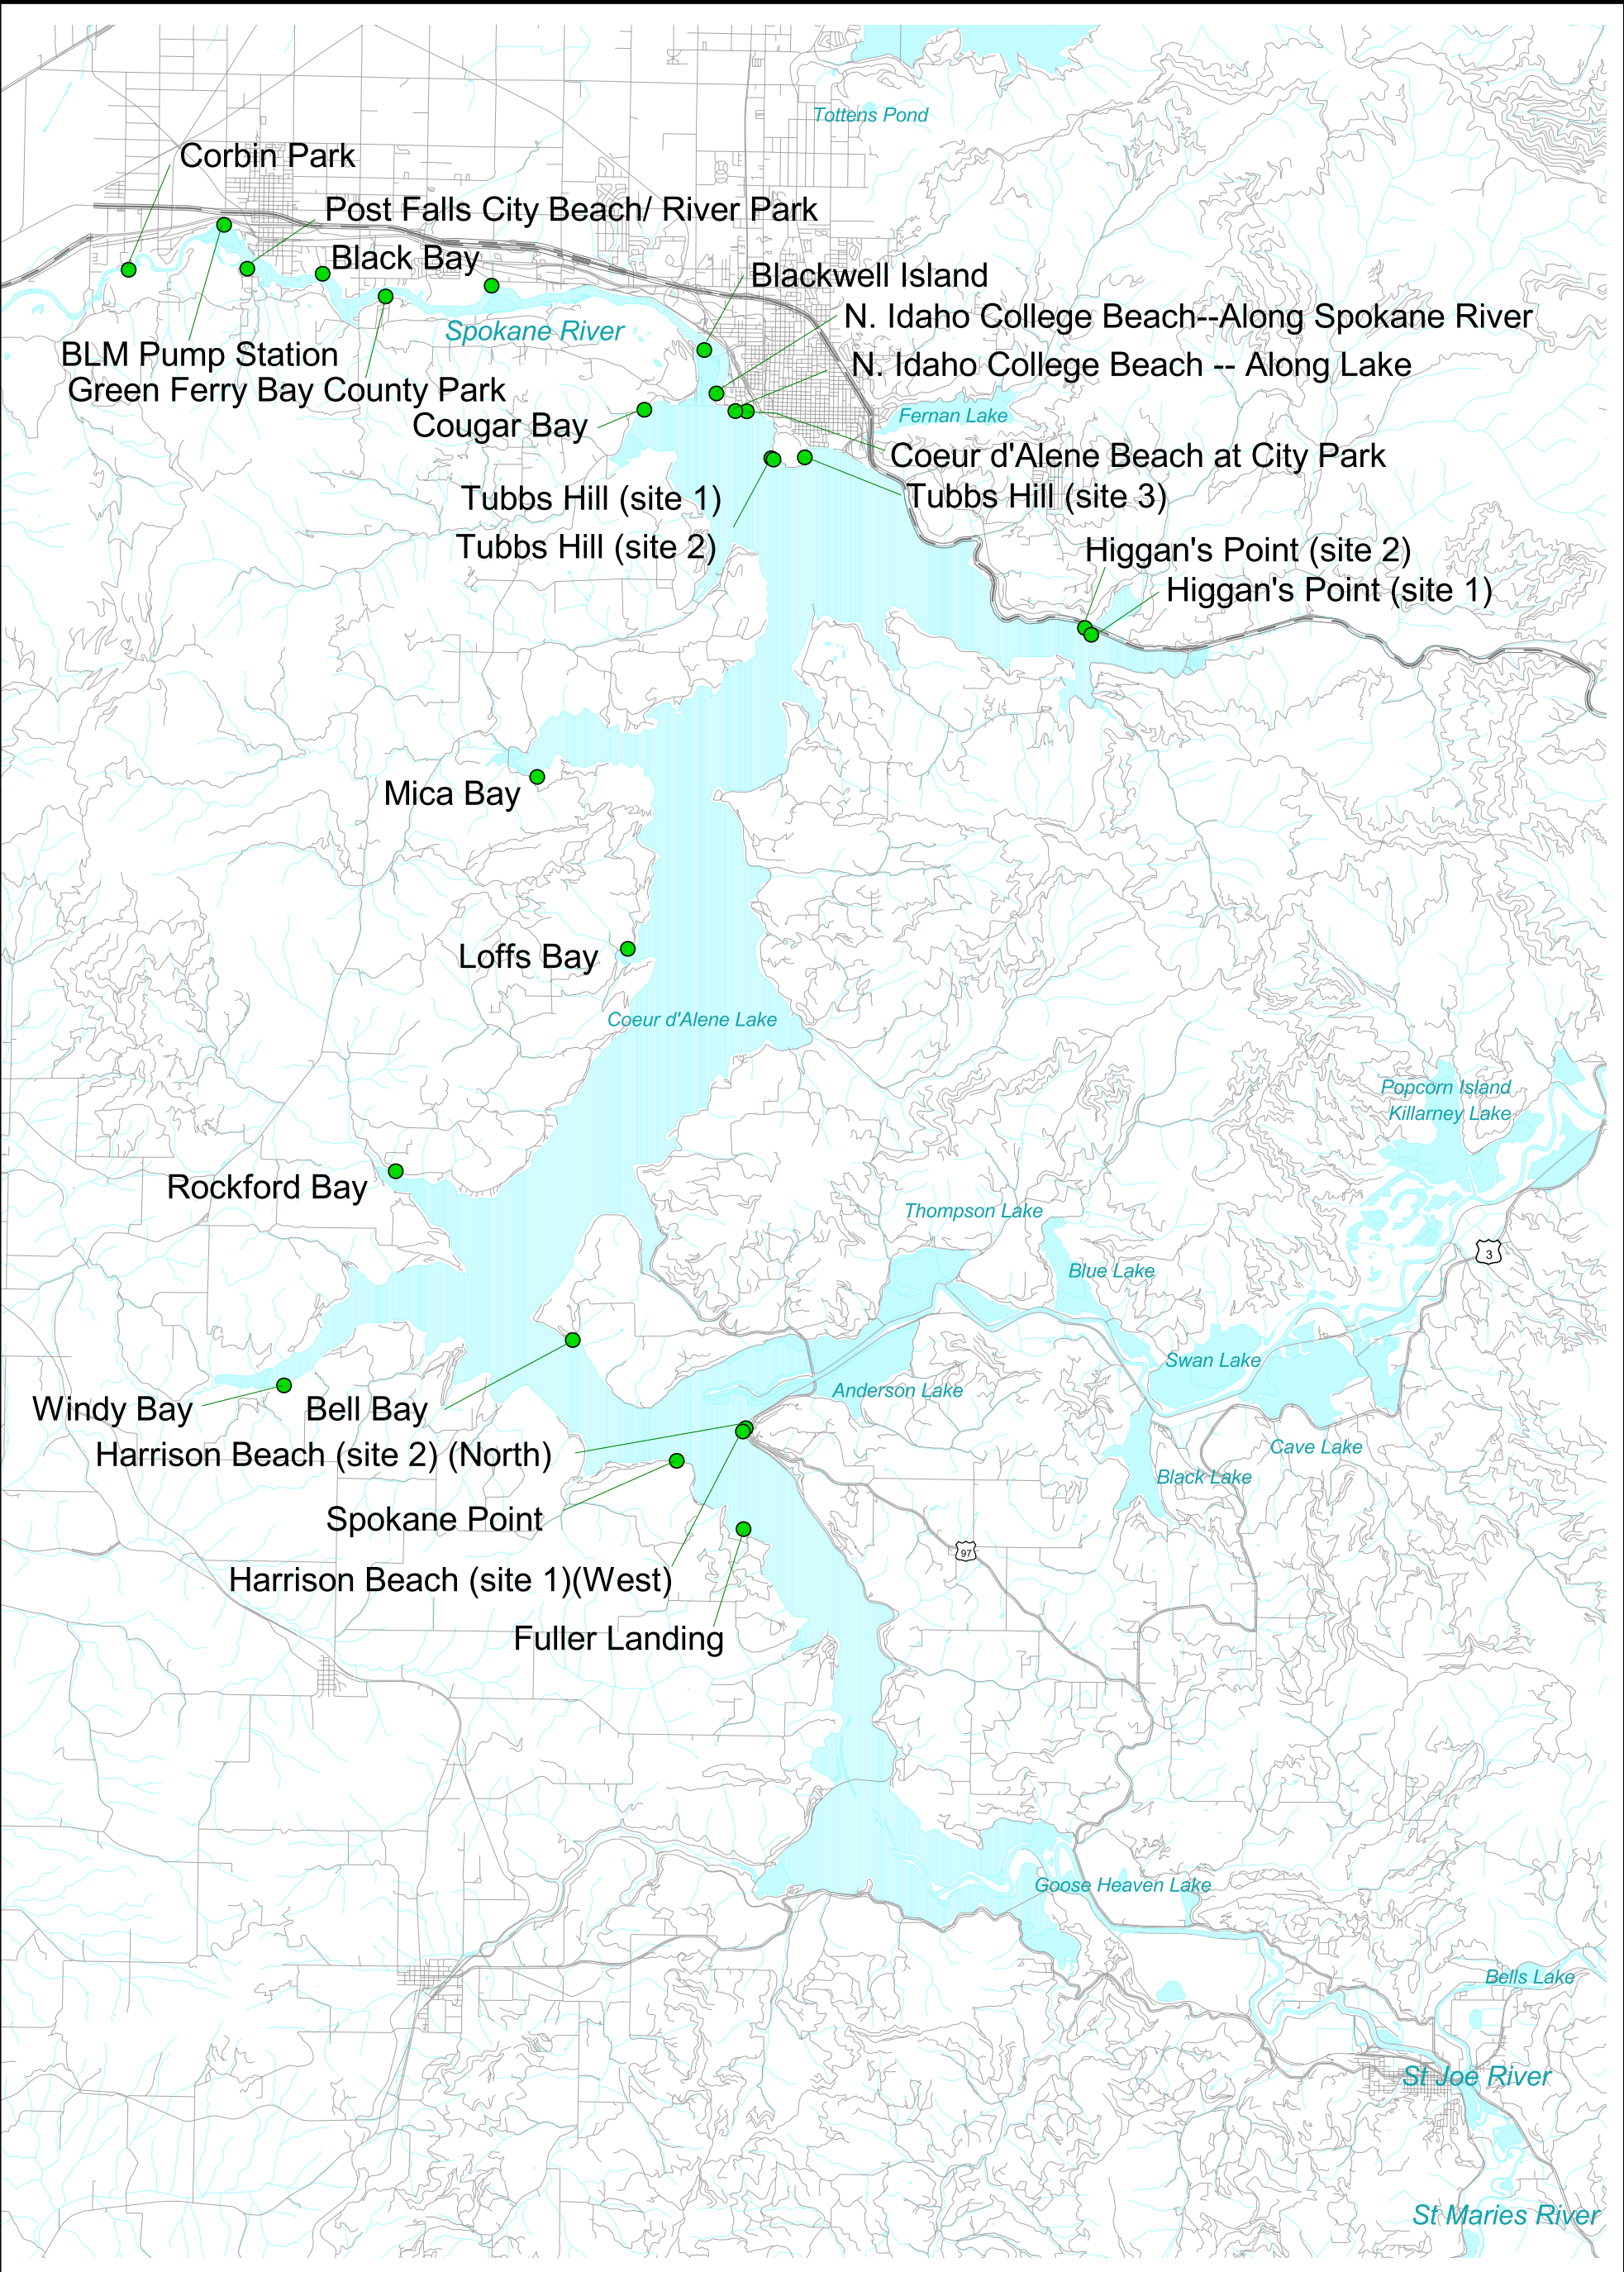 Tottens Pond
Corbin Park
Post Falls City Beach/ River Park
Black Bay
Blackwell Island
N. Idaho College Beach--Along Spokane River
Spokane River
BLM Pump Station
N. Idaho College Beach -- Along Lake
Green Ferry Bay County Park
Fernan Lake
Cougar Bay
Coeur d'Alene Beach at City Park
Tubbs Hill (site 1)
Tubbs Hill (site 3)
Tubbs Hill (site 2)
Higgan's Point (site 2)
Higgan's Point (site 1)
Mica Bay
Loffs Bay
Coeur d'Alene Lake
Popcorn Island
Killarney Lake
Rockford Bay
Thompson Lake
3
Blue Lake
Swan Lake
Anderson Lake
Windy Bay
Bell Bay
Cave Lake
Harrison Beach (site 2) (North)
Black Lake
Spokane Point
97
Harrison Beach (site 1)(West)
Fuller Landing
Goose Heaven Lake
Bells Lake
St Joe River
St Maries River